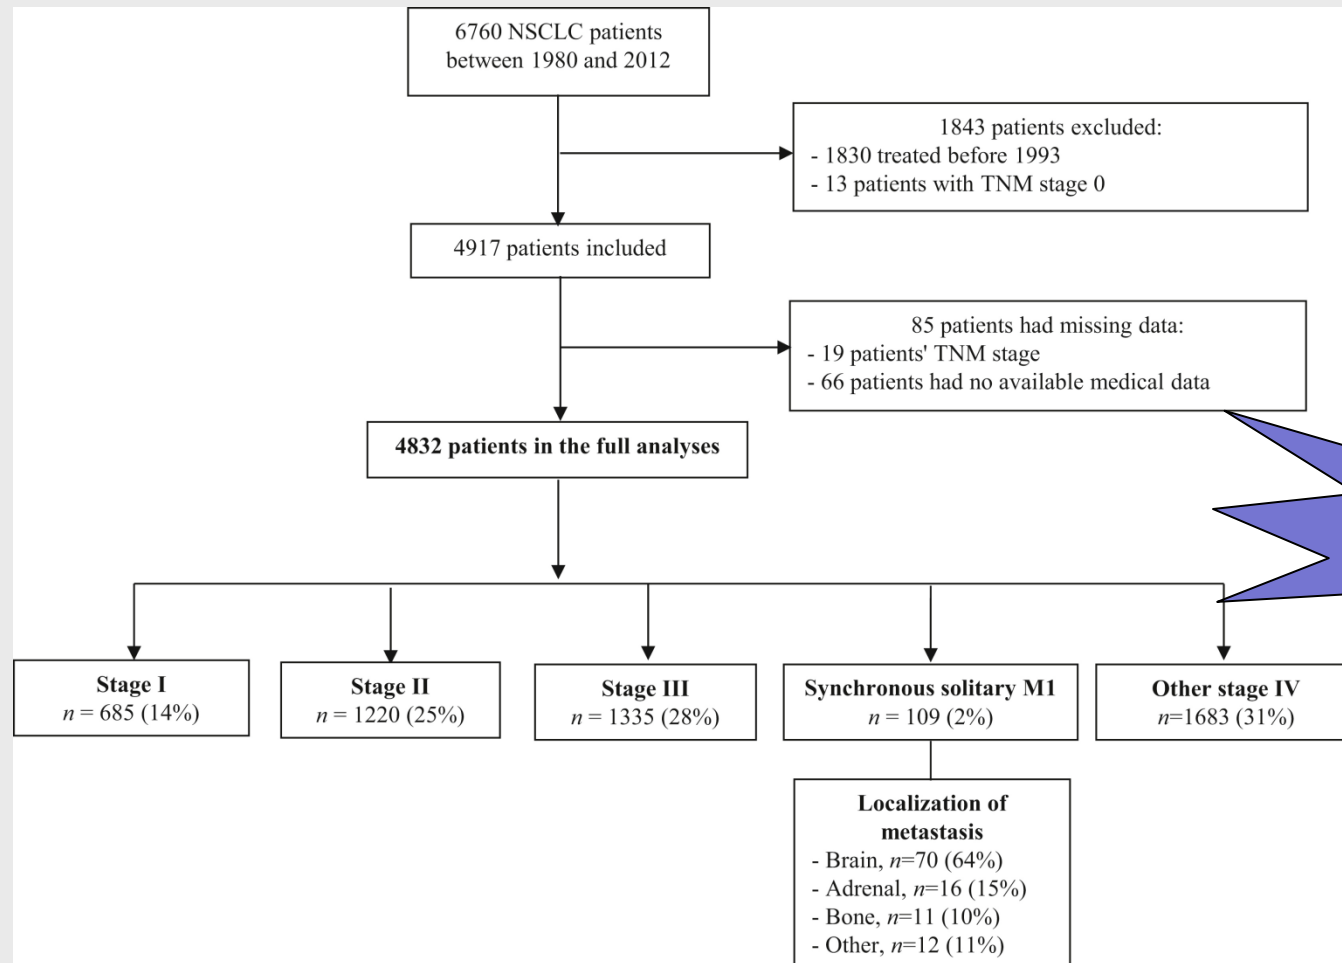 6760 NSCLC patients
between 1980 and 2012
1843 patients excluded:
- 1830 treated before 1993
- 13 patients with TNM stage 0
4917 patients included
85 patients had missing data:
- 19 patients' TNM stage
- 66 patients had no available medical data
4832 patients in the full analyses
Stage I
n = 685 (14%)
Stage II
n = 1220 (25%)
Stage III
n = 1335 (28%)
Synchronous solitary M1
n = 109 (2%)
Other stage IV
n=1683 (31%)
Localization of
metastasis
- Brain, n=70 (64%)
- Adrenal, n=16 (15%)
- Bone, n=11 (10%)
- Other, n=12 (11%)